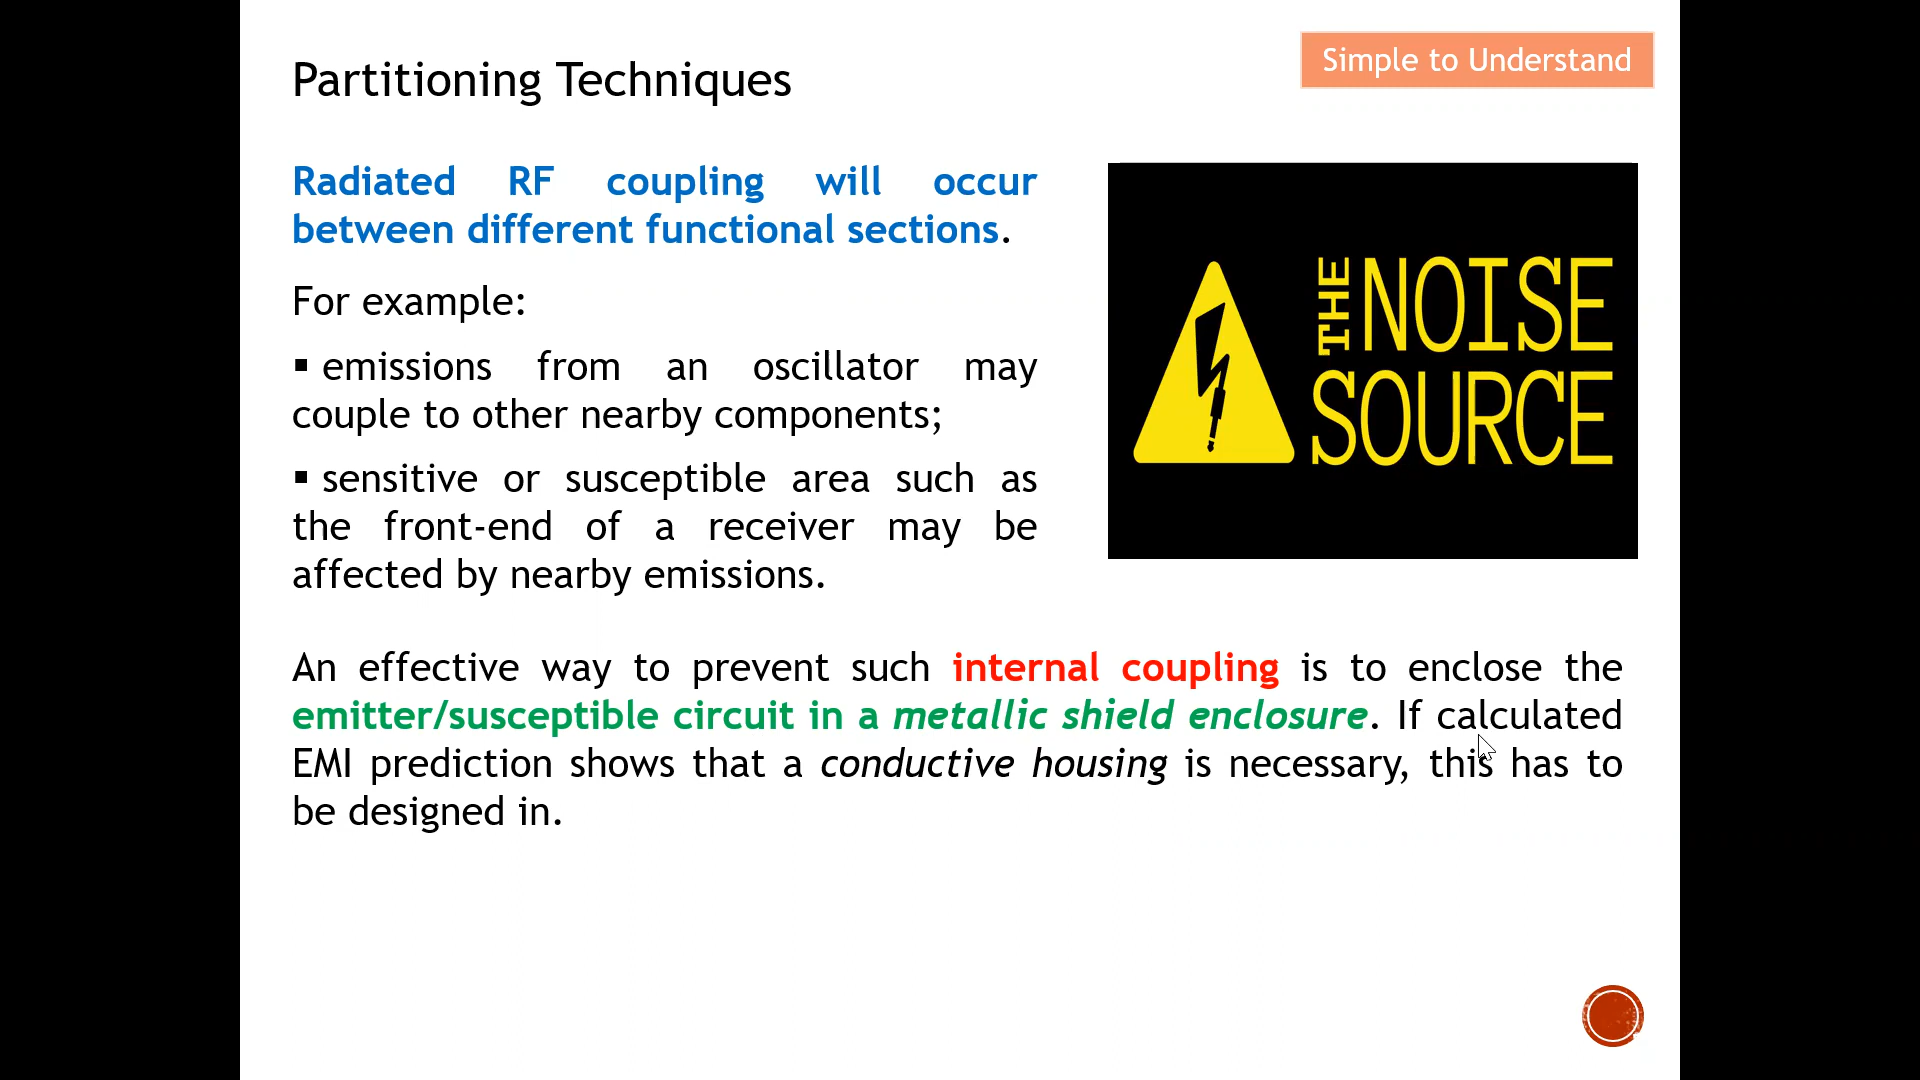 Simple to Understand
Partitioning Techniques
Radiated RF coupling will occur
between different functional sections.
For example:
▪ emissions from an oscillator may
couple to other nearby components;
▪ sensitive or susceptible area such as
the front-end of a receiver may be
affected by nearby emissions.
THE NOISE
SOURCE
An effective way to prevent such internal coupling is to enclose the
emitter/susceptible circuit in a metallic shield enclosure. If calculated
EMI prediction shows that a conductive housing is necessary, this has to
be designed in.